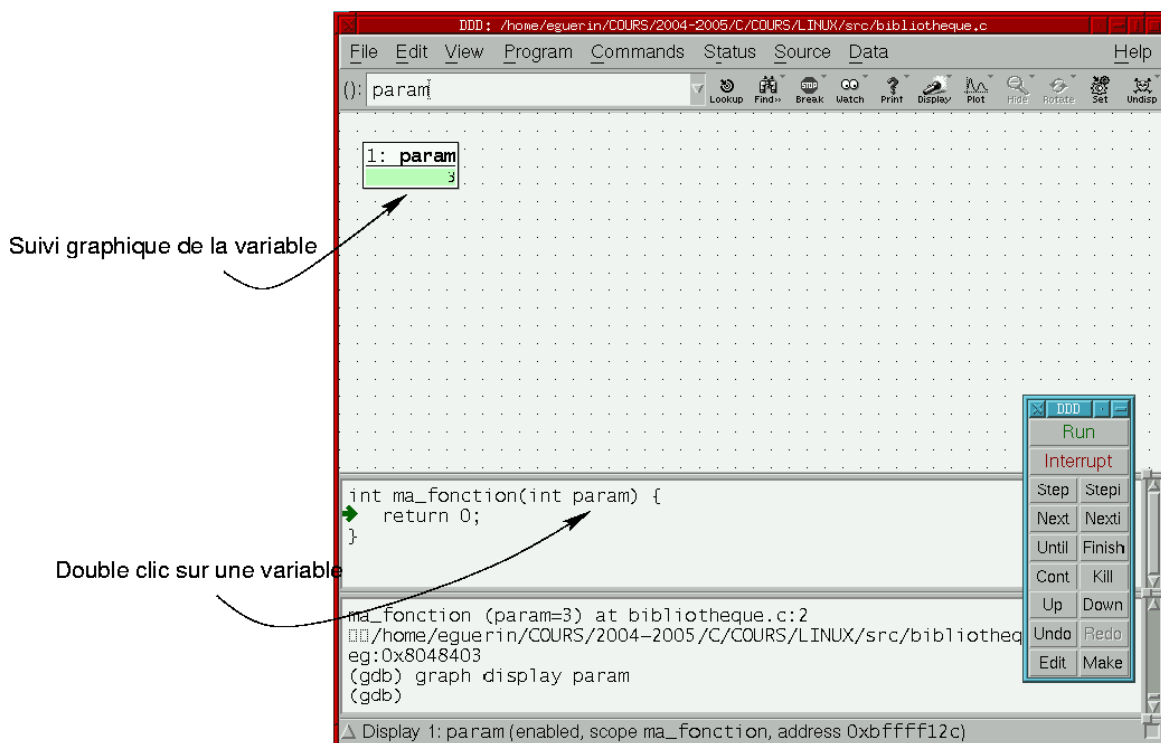 DDD: /home/eguerin/COURS/2004-2005/C/COURS/LINUX/src/bibliotheque.c
File Edit View Program Commands Status Source Data Help
(): param
Lookup Find>> Break Watch Print Display Plot Hide Rotate Set Undisp
1: param
3
Suivi graphique de la variable
DDD
Run
Interrupt
Step Stepi
Next Nexti
Until Finish
Cont Kill
Up Down
Undo Redo
Edit Make
int ma_fonction(int param) {
return 0;
}
Double clic sur une variable
ma_fonction (param=3) at bibliotheque.c:2
/home/eguerin/COURS/2004-2005/C/COURS/LINUX/src/bibliotheq
eg:0x8048403
(gdb) graph display param
(gdb)
Display 1: param (enabled, scope ma_fonction, address 0xbffff12c)